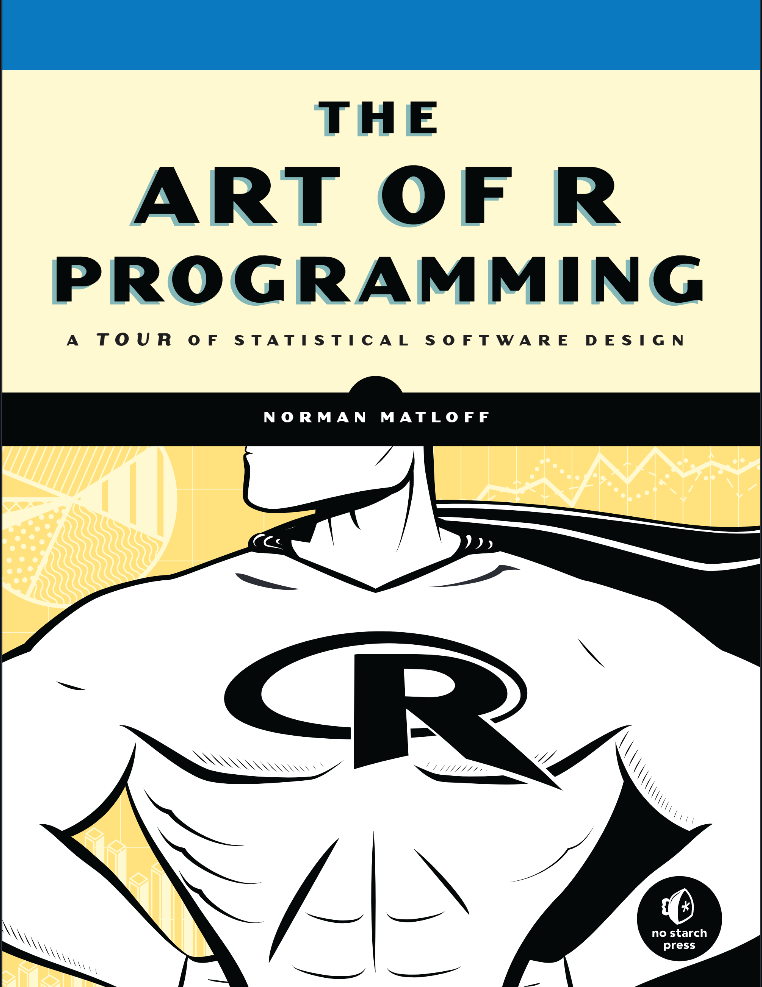 THE
ART OF R
PROGRAMMING
A TOUR OF STATISTICAL SOFTWARE DESIGN
NORMAN MATLOFF
R
no starch
press